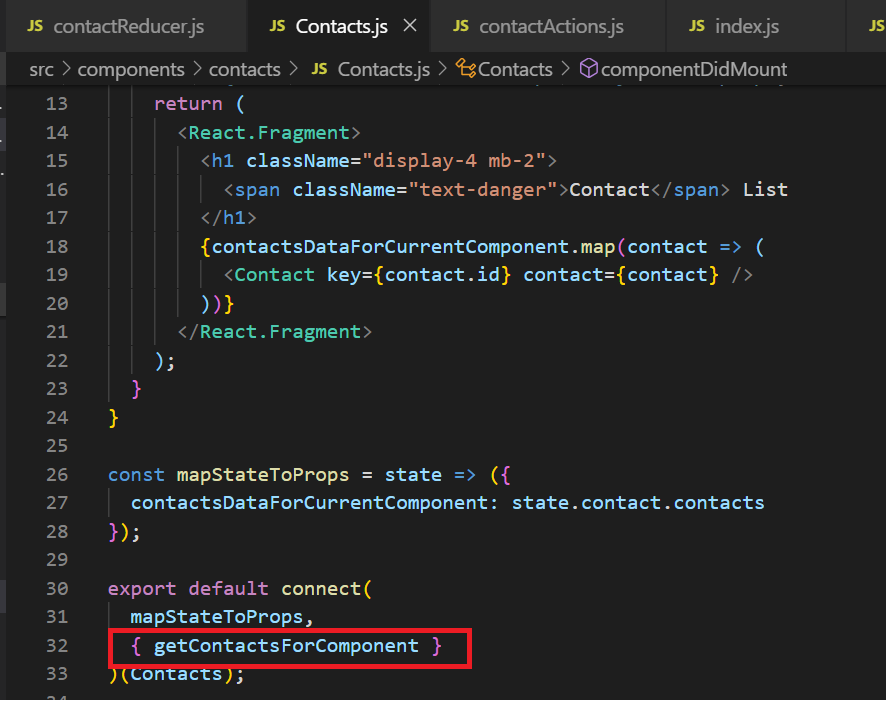 JS contactReducer.js JS Contacts.js × JS contactActions.js JS index.js JS
src > components > contacts > JS Contacts.js > Contacts > componentDidMount
13 return (
14 <React.Fragment>
15 <h1 className="display-4 mb-2">
16 <span className="text-danger">Contact</span> List
17 </h1>
18 {contactsDataForCurrentComponent.map(contact => (
19 <Contact key={contact.id} contact={contact} />
20 ))}
21 </React.Fragment>
22 );
23 }
24 }
25
26 const mapStateToProps = state => ({
27 contactsDataForCurrentComponent: state.contact.contacts
28 });
29
30 export default connect(
31 mapStateToProps,
32 { getContactsForComponent }
33 )(Contacts);